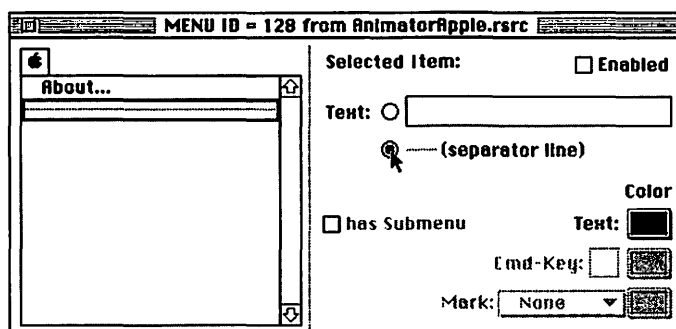 MENU ID = 128 from AnimatorApple.rsrc
About...
Selected Item:
Enabled
Text:
(separator line)
Color
has Submenu
Text:
Cmd-Key:
Mark:
None